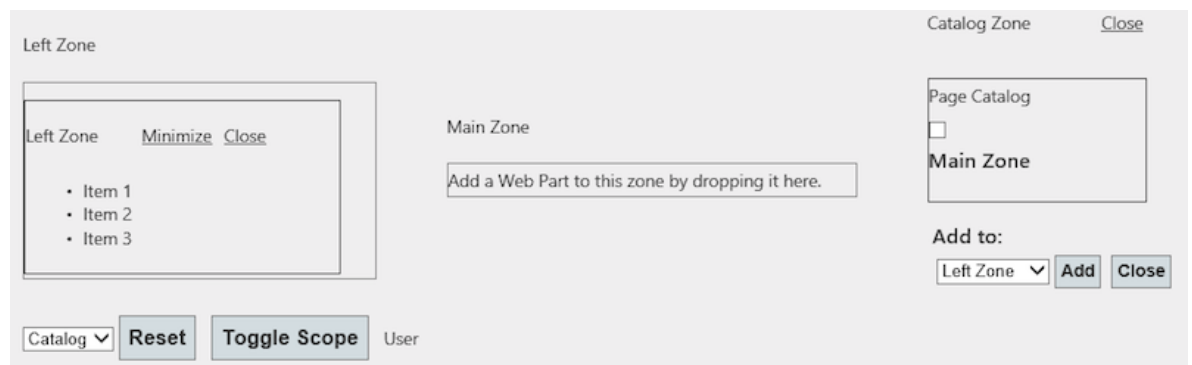 Left Zone
Left Zone Minimize Close
• Item 1
• Item 2
• Item 3
Main Zone
Add a Web Part to this zone by dropping it here.
Catalog Zone Close
Page Catalog
Main Zone
Add to:
Left Zone Add Close
Catalog Reset Toggle Scope User